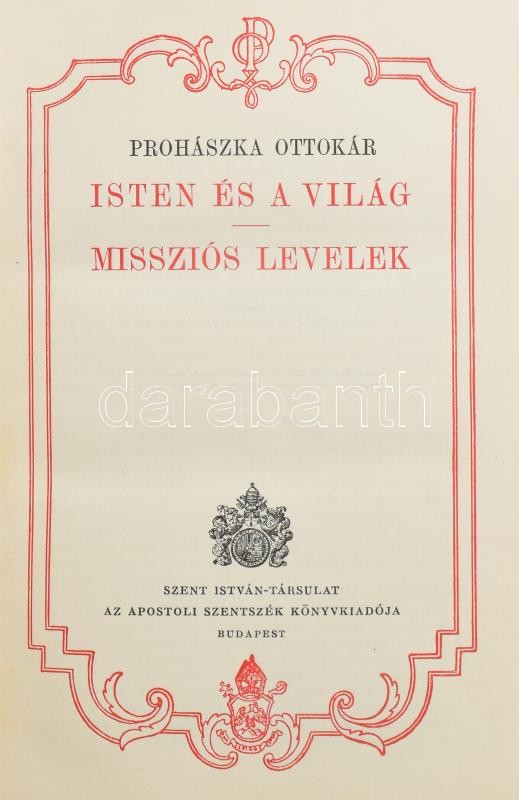 PROHÁSZKA OTTOKÁR
ISTEN ÉS A VILÁG
MISSZIÓS LEVELEK
darabanth
SZENT ISTVÁN-TÁRSULAT
AZ APOSTOLI SZENTSZÉK KÖNYVKIADÓJA
BUDAPEST